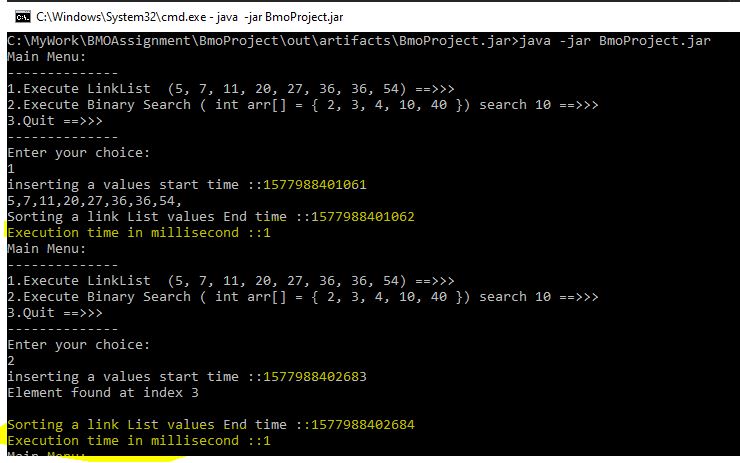 C:\Windows\System32\cmd.exe - java  -jar BmoProject.jar
C:\MyWork\BMOAssignment\BmoProject\out\artifacts\BmoProject.jar>java -jar BmoProject.jar
Main Menu:
--------------
1.Execute LinkList  (5, 7, 11, 20, 27, 36, 36, 54) ==>>>
2.Execute Binary Search ( int arr[] = { 2, 3, 4, 10, 40 }) search 10 ==>>>
3.Quit ==>>>
--------------
Enter your choice:
1
inserting a values start time ::1577988401061
5,7,11,20,27,36,36,54,
Sorting a link List values End time ::1577988401062
Execution time in millisecond ::1
Main Menu:
--------------
1.Execute LinkList  (5, 7, 11, 20, 27, 36, 36, 54) ==>>>
2.Execute Binary Search ( int arr[] = { 2, 3, 4, 10, 40 }) search 10 ==>>>
3.Quit ==>>>
--------------
Enter your choice:
2
inserting a values start time ::1577988402683
Element found at index 3
Sorting a link List values End time ::1577988402684
Execution time in millisecond ::1
Main Menu: